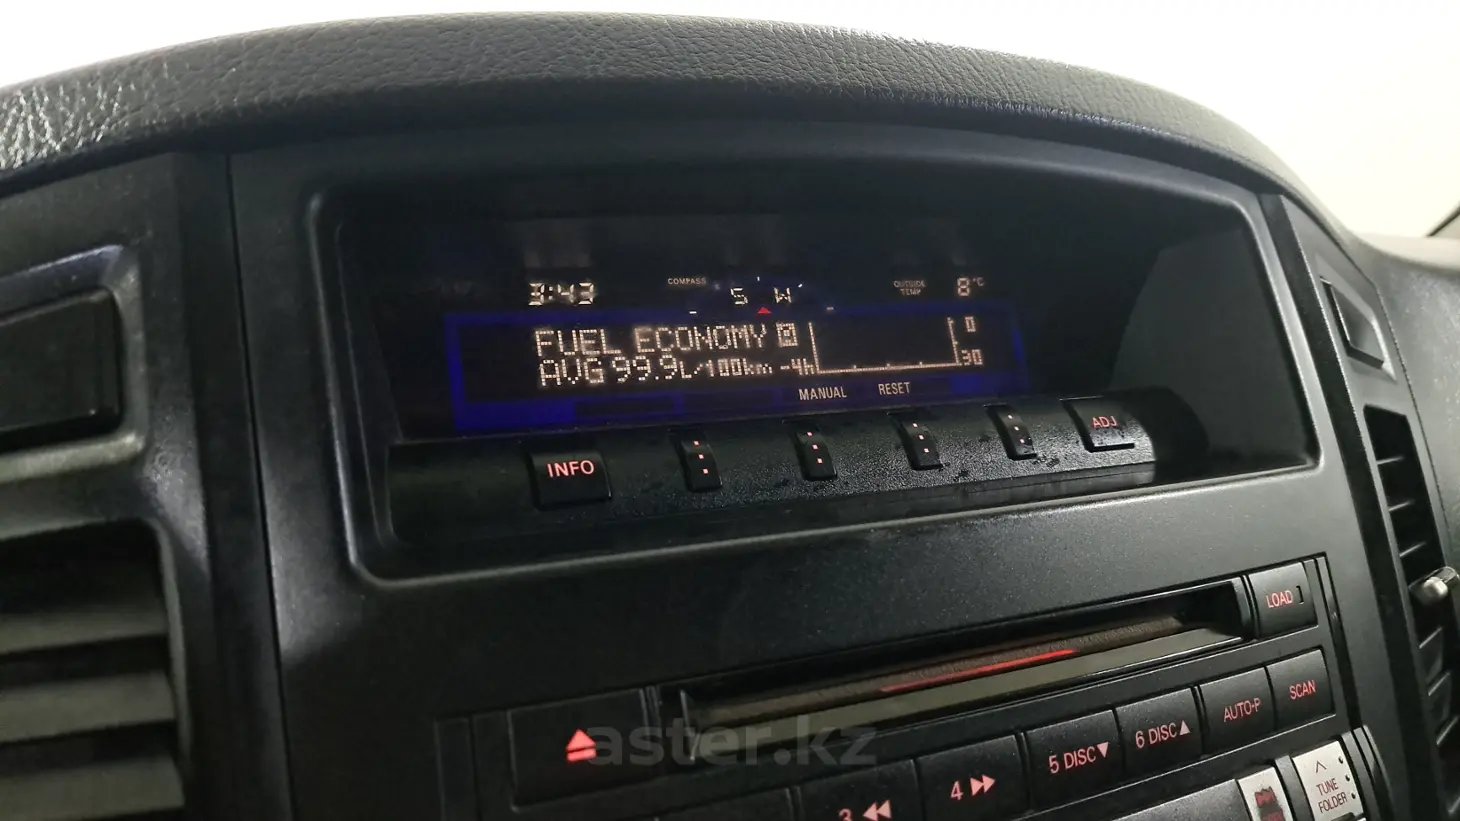 3:43 COMPASS S W OUTSIDE TEMP 8°C
FUEL ECONOMY
AVG 99.9L/100km -4h
0
30
MANUAL RESET
INFO
ADJ
LOAD
SCAN
AUTO-P
6 DISC▲
5 DISC▼
4
3
TUNE
FOLDER
aster.kz